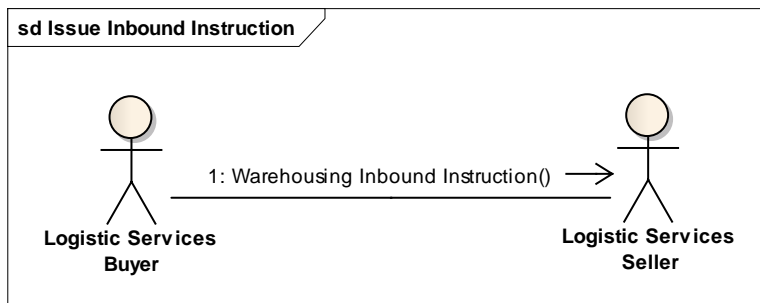 sd Issue Inbound Instruction
1: Warehousing Inbound Instruction()
Logistic Services
Buyer
Logistic Services
Seller